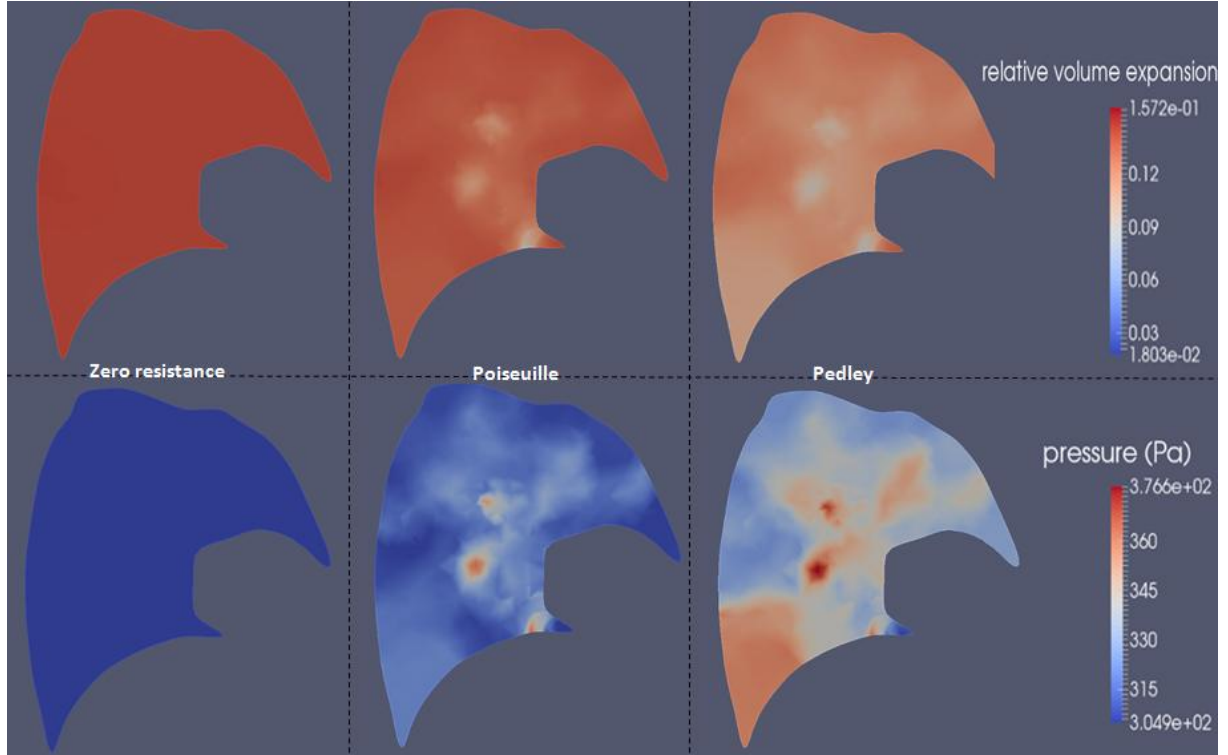 relative volume expansion
1.572e-01
0.12
0.09
0.06
0.03
1.803e-02
Zero resistance
Poiseuille
Pedley
pressure (Pa)
3.766e+02
360
345
330
315
3.049e+02